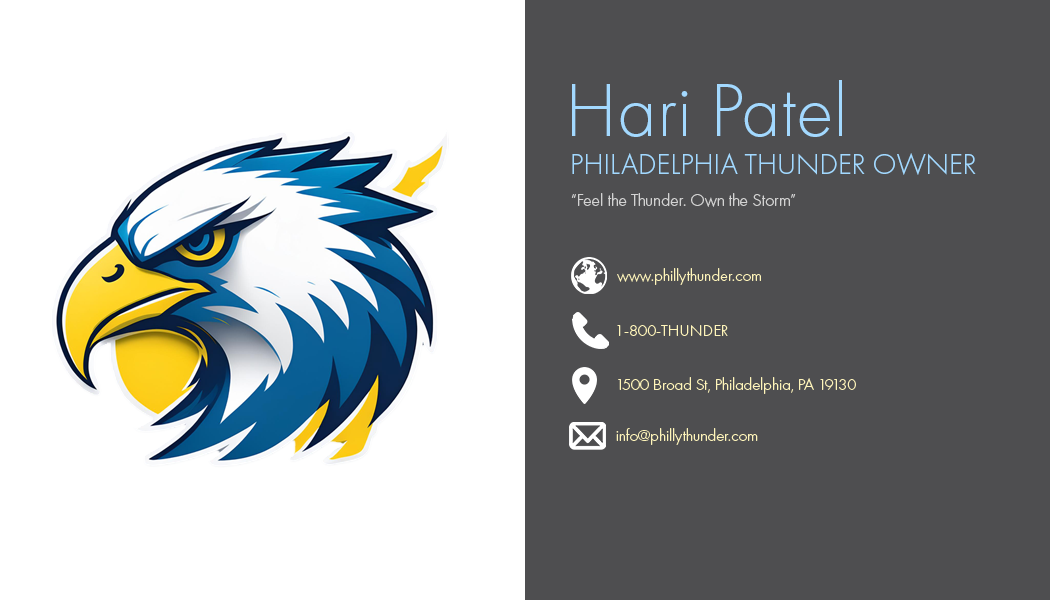 Hari Patel
PHILADELPHIA THUNDER OWNER
“Feel the Thunder. Own the Storm”
www.phillythunder.com
1-800-THUNDER
1500 Broad St, Philadelphia, PA 19130
info@phillythunder.com